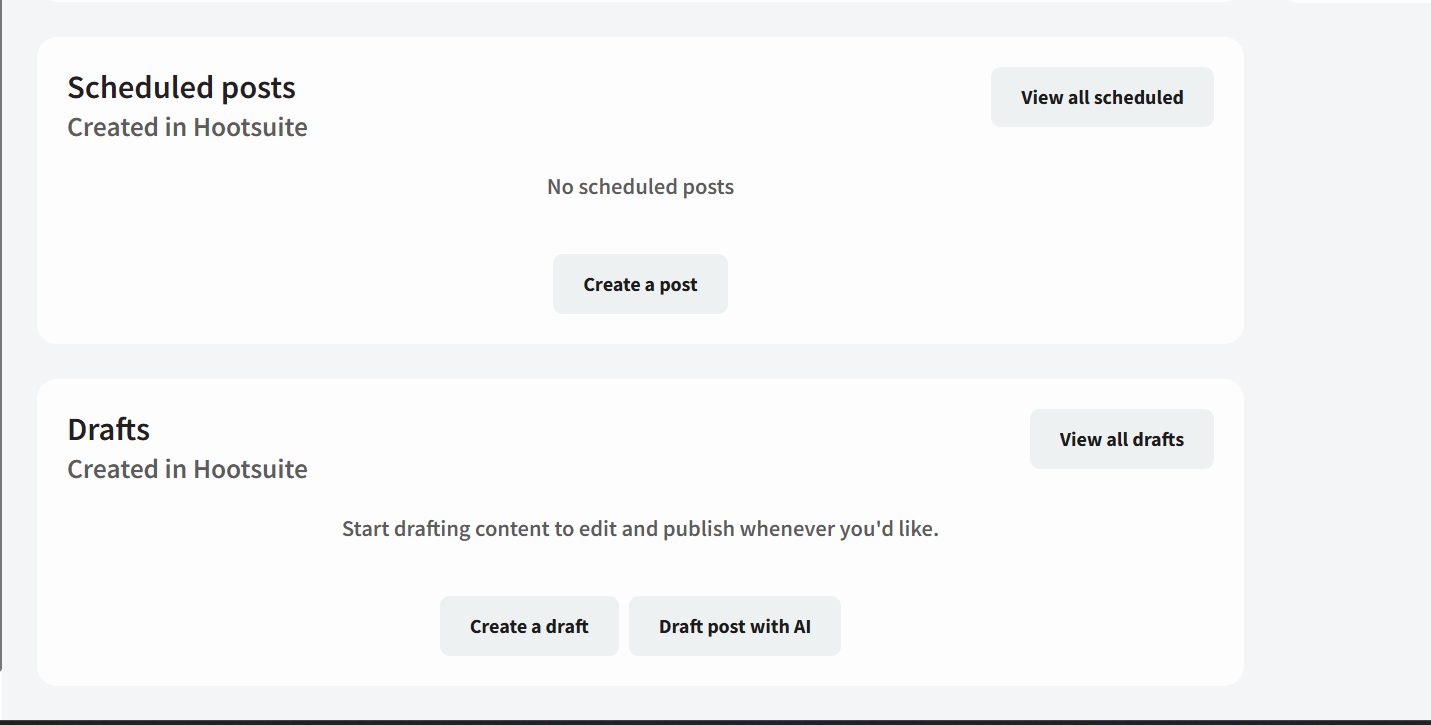 Scheduled posts
View all scheduled
Created in Hootsuite
No scheduled posts
Create a post
Drafts
View all drafts
Created in Hootsuite
Start drafting content to edit and publish whenever you'd like.
Create a draft
Draft post with AI